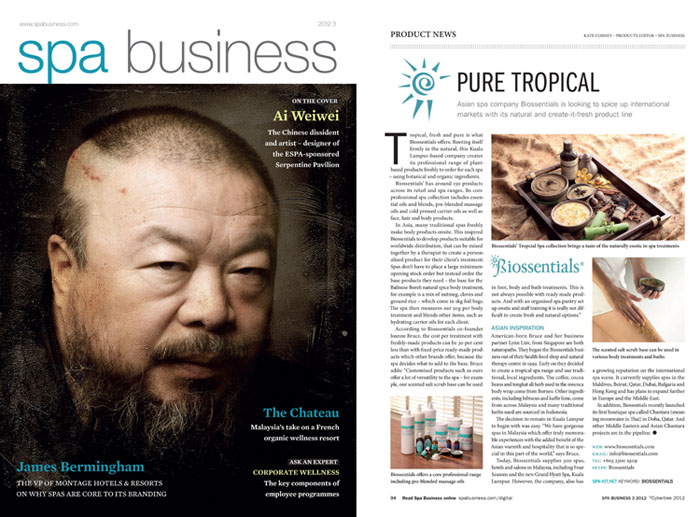 www.spabusiness.com
2012.3
spa business
ON THE COVER
Ai Weiwei
The Chinese dissident
and artist – designer of
the ESPA-sponsored
Serpentine Pavilion
The Chateau
Malaysia's take on a French
organic wellness resort
James Bermingham
THE VP OF MONTAGE HOTELS & RESORTS
ON WHY SPAS ARE CORE TO ITS BRANDING
ASK AN EXPERT
CORPORATE WELLNESS
The key components of
employee programmes
PRODUCT NEWS
KATE CORNEY - PRODUCTS EDITOR - SPA BUSINESS
PURE TROPICAL
Asian spa company Biossentials is looking to spice up international
markets with its natural and create-it-fresh product line
Tropical, fresh and pure is what
Biossentials offers. Rooting itself
firmly in the natural, this Kuala
Lumpur-based company creates
its professional range of plant-
based products freshly to order for each spa
– using botanical and organic ingredients.
Biossentials' has around 150 products
across its retail and spa ranges. Its core
professional spa collection includes essen-
tial oils and blends, pre-blended massage
oils and cold pressed carrier oils as well as
face, hair and body products.
In Asia, many traditional spas freshly
make body products onsite. This inspired
Biossentials to develop products suitable for
worldwide distribution, that can be mixed
together by a therapist to create a person-
alised product for their client's treatment.
Spas don't have to place a large minimum-
opening stock order but instead order the
base products they need – the base for the
Balinese Boreh natural spice body treatment,
for example is a mix of nutmeg, cloves and
ground rice – which come in 1kg foil bags.
The spa then measures out 50g per body
treatment and blends other items, such as
hydrating carrier oils for each client.
According to Biossentials co-founder
Joanne Bruce, the cost per treatment with
freshly-made products can be 30 per cent
less than with fixed-price ready-made prod-
ucts which other brands offer, because the
spa decides what to add to the base. Bruce
adds: "Customised products such as ours
offer a lot of versatility to the spa – for exam-
ple, our scented salt scrub base can be used
Biossentials offers a core professional range
including pre-blended massage oils
Biossentials' Tropical Spa collection brings a taste of the naturally exotic to spa treatments
Biossentials®
in foot, body and bath treatments. This is
not always possible with ready made prod-
ucts. And with an organised spa pantry set
up onsite and staff training it is really not dif-
ficult to create fresh and natural options."
ASIAN INSPIRATION
American-born Bruce and her business
partner Lynn Lim, from Singapore are both
naturopaths. They began the Biossentials busi-
ness out of their health food shop and natural
therapy centre in 1994. Early on they decided
to create a tropical spa range and use tradi-
tional, local ingredients. The coffee, cocoa
beans and tongkat ali herb used in the mocoa
body wrap come from Borneo. Other ingredi-
ents, including hibiscus and kaffir lime, come
from across Malaysia and many traditional
herbs used are sourced in Indonesia.
The decision to remain in Kuala Lumpur
to begin with was easy. "We have gorgeous
spas in Malaysia which offer truly memora-
ble experiences with the added benefit of the
Asian warmth and hospitality that is so spe-
cial in this part of the world," says Bruce.
Today, Biossentials supplies 300 spas,
hotels and salons in Malaysia, including Four
Seasons and the new Grand Hyatt Spa, Kuala
Lumpur. However, the company, also has
The scented salt scrub base can be used in
various body treatments and baths
a growing reputation on the international
spa scene. It currently supplies spas in the
Maldives, Beirut, Qatar, Dubai, Bulgaria and
Hong Kong and has plans to expand further
in Europe and the Middle East.
In addition, Biossentials recently launched
its first boutique spa called Chantara (mean-
ing moonwater in Thai) in Doha, Qatar. And
other Middle Eastern and Asian Chantara
projects are in the pipeline. ●
WEB: www.biossentials.com
EMAIL: info@biossentials.com
SKYPE: Biossentials
SPA-KIT.NET KEYWORD: BIOSSENTIALS
94 Read Spa Business online spabusiness.com/digital
SPA BUSINESS 3 2012 ©Cybertrek 2012